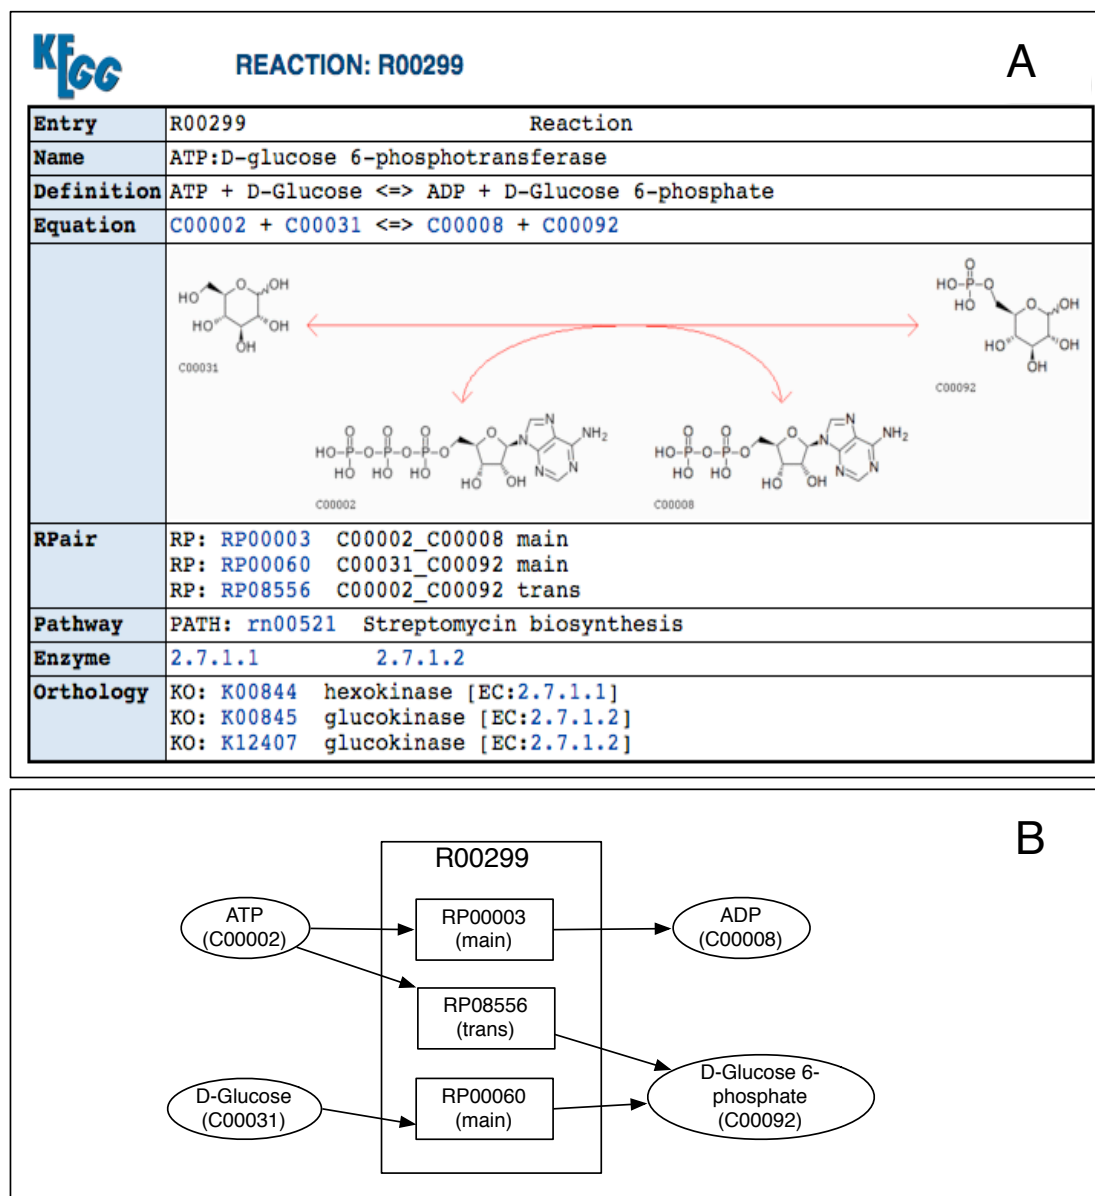 KEGG
REACTION: R00299
A
Entry R00299 Reaction
Name ATP:D-glucose 6-phosphotransferase
Definition ATP + D-Glucose <=> ADP + D-Glucose 6-phosphate
Equation C00002 + C00031 <=> C00008 + C00092
HO
O
OH
HO
OH
OH
C00031
O
HO-P-O
HO
O
OH
HO
OH
OH
C00092
O O O
HO-P-O-P-O-P-O
HO HO HO
O
HO OH
N
N
N
N
NH2
C00002
O O
HO-P-O-P-O
HO HO
O
HO OH
N
N
N
N
NH2
C00008
RPair RP: RP00003 C00002_C00008 main
RP: RP00060 C00031_C00092 main
RP: RP08556 C00002_C00092 trans
Pathway PATH: rn00521 Streptomycin biosynthesis
Enzyme 2.7.1.1 2.7.1.2
Orthology KO: K00844 hexokinase [EC:2.7.1.1]
KO: K00845 glucokinase [EC:2.7.1.2]
KO: K12407 glucokinase [EC:2.7.1.2]
B
R00299
ATP
(C00002)
RP00003
(main)
ADP
(C00008)
RP08556
(trans)
D-Glucose
(C00031)
RP00060
(main)
D-Glucose 6-
phosphate
(C00092)